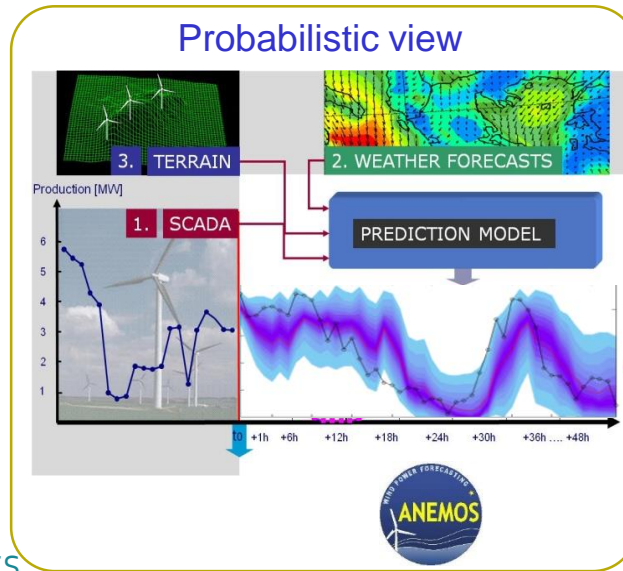 Probabilistic view
3. TERRAIN
2. WEATHER FORECASTS
Production [MW]
1. SCADA
PREDICTION MODEL
6
5
4
3
2
1
to +1h +6h +12h +18h +24h +30h +36h .... +48h
WIND POWER FORECASTING
ANEMOS